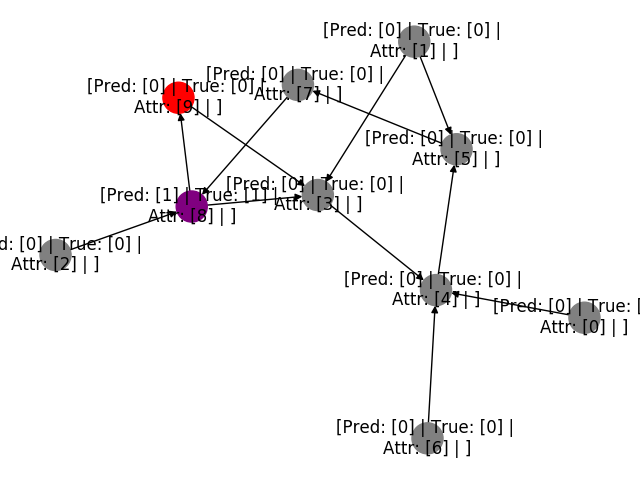 [Pred: [0] | True: [0] |
Attr: [1] | ]
[Pred: [0] | True: [0] |
Attr: [7] | ]
[Pred: [0] | True: [0] |
Attr: [9] | ]
[Pred: [0] | True: [0] |
Attr: [5] | ]
[Pred: [0] | True: [0] |
Attr: [3] | ]
[Pred: [1] | True: [1] |
Attr: [8] | ]
d: [0] | True: [0] |
Attr: [2] | ]
[Pred: [0] | True: [0] |
Attr: [4] | ]
[Pred: [0] | True: [
Attr: [0] | ]
[Pred: [0] | True: [0] |
Attr: [6] | ]